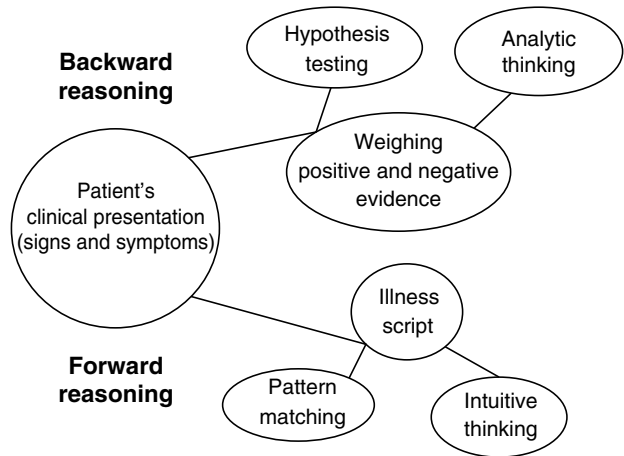 Backward
reasoning
Hypothesis
testing
Analytic
thinking
Weighing
positive and negative
evidence
Patient's
clinical presentation
(signs and symptoms)
Illness
script
Forward
reasoning
Pattern
matching
Intuitive
thinking